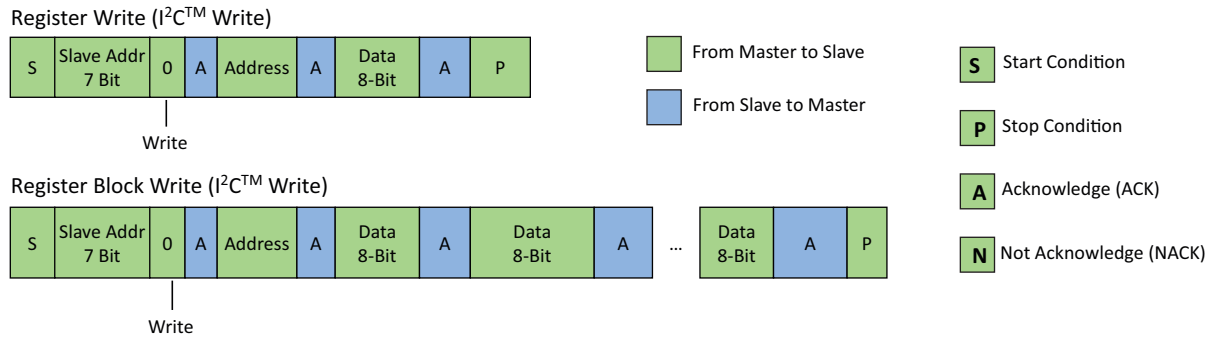 Register Write (I²C™ Write)
S Slave Addr 7 Bit 0 A Address A Data 8-Bit A P
Write
From Master to Slave
From Slave to Master
S Start Condition
P Stop Condition
A Acknowledge (ACK)
N Not Acknowledge (NACK)
Register Block Write (I²C™ Write)
S Slave Addr 7 Bit 0 A Address A Data 8-Bit A Data 8-Bit A ... Data 8-Bit A P
Write